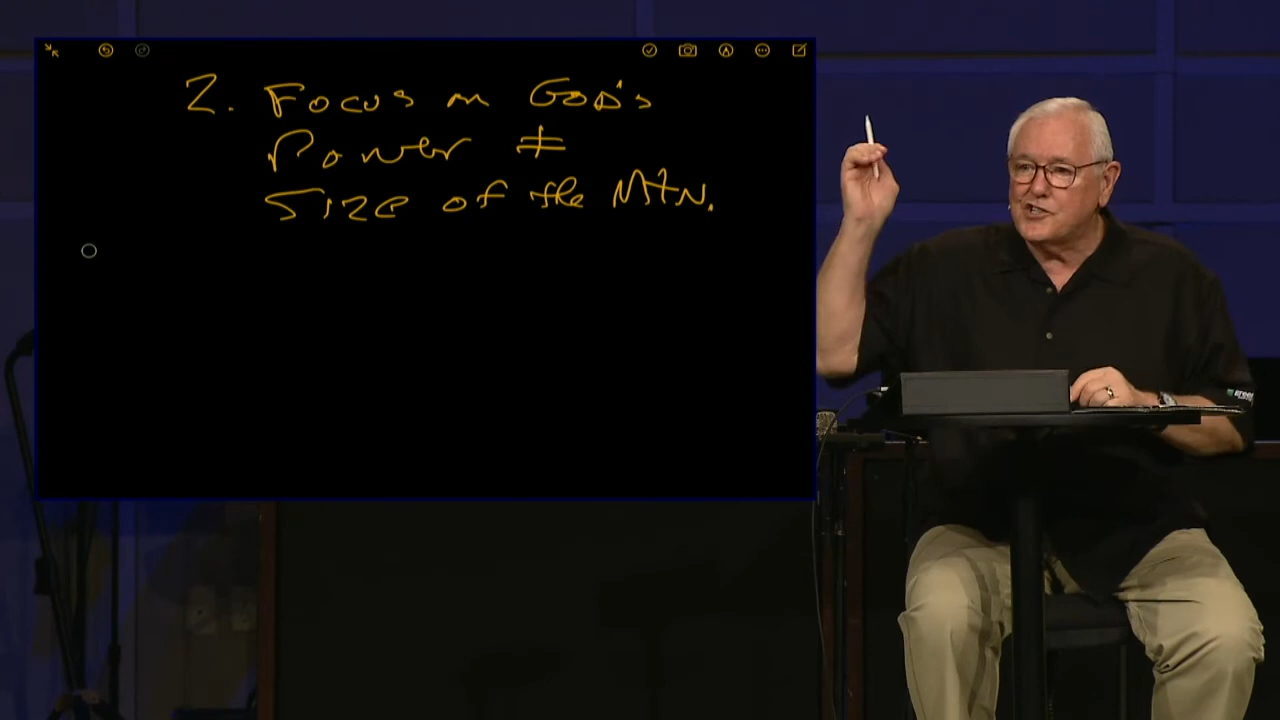 2. Focus on GOD's
Power ≠
Size of the MTN.